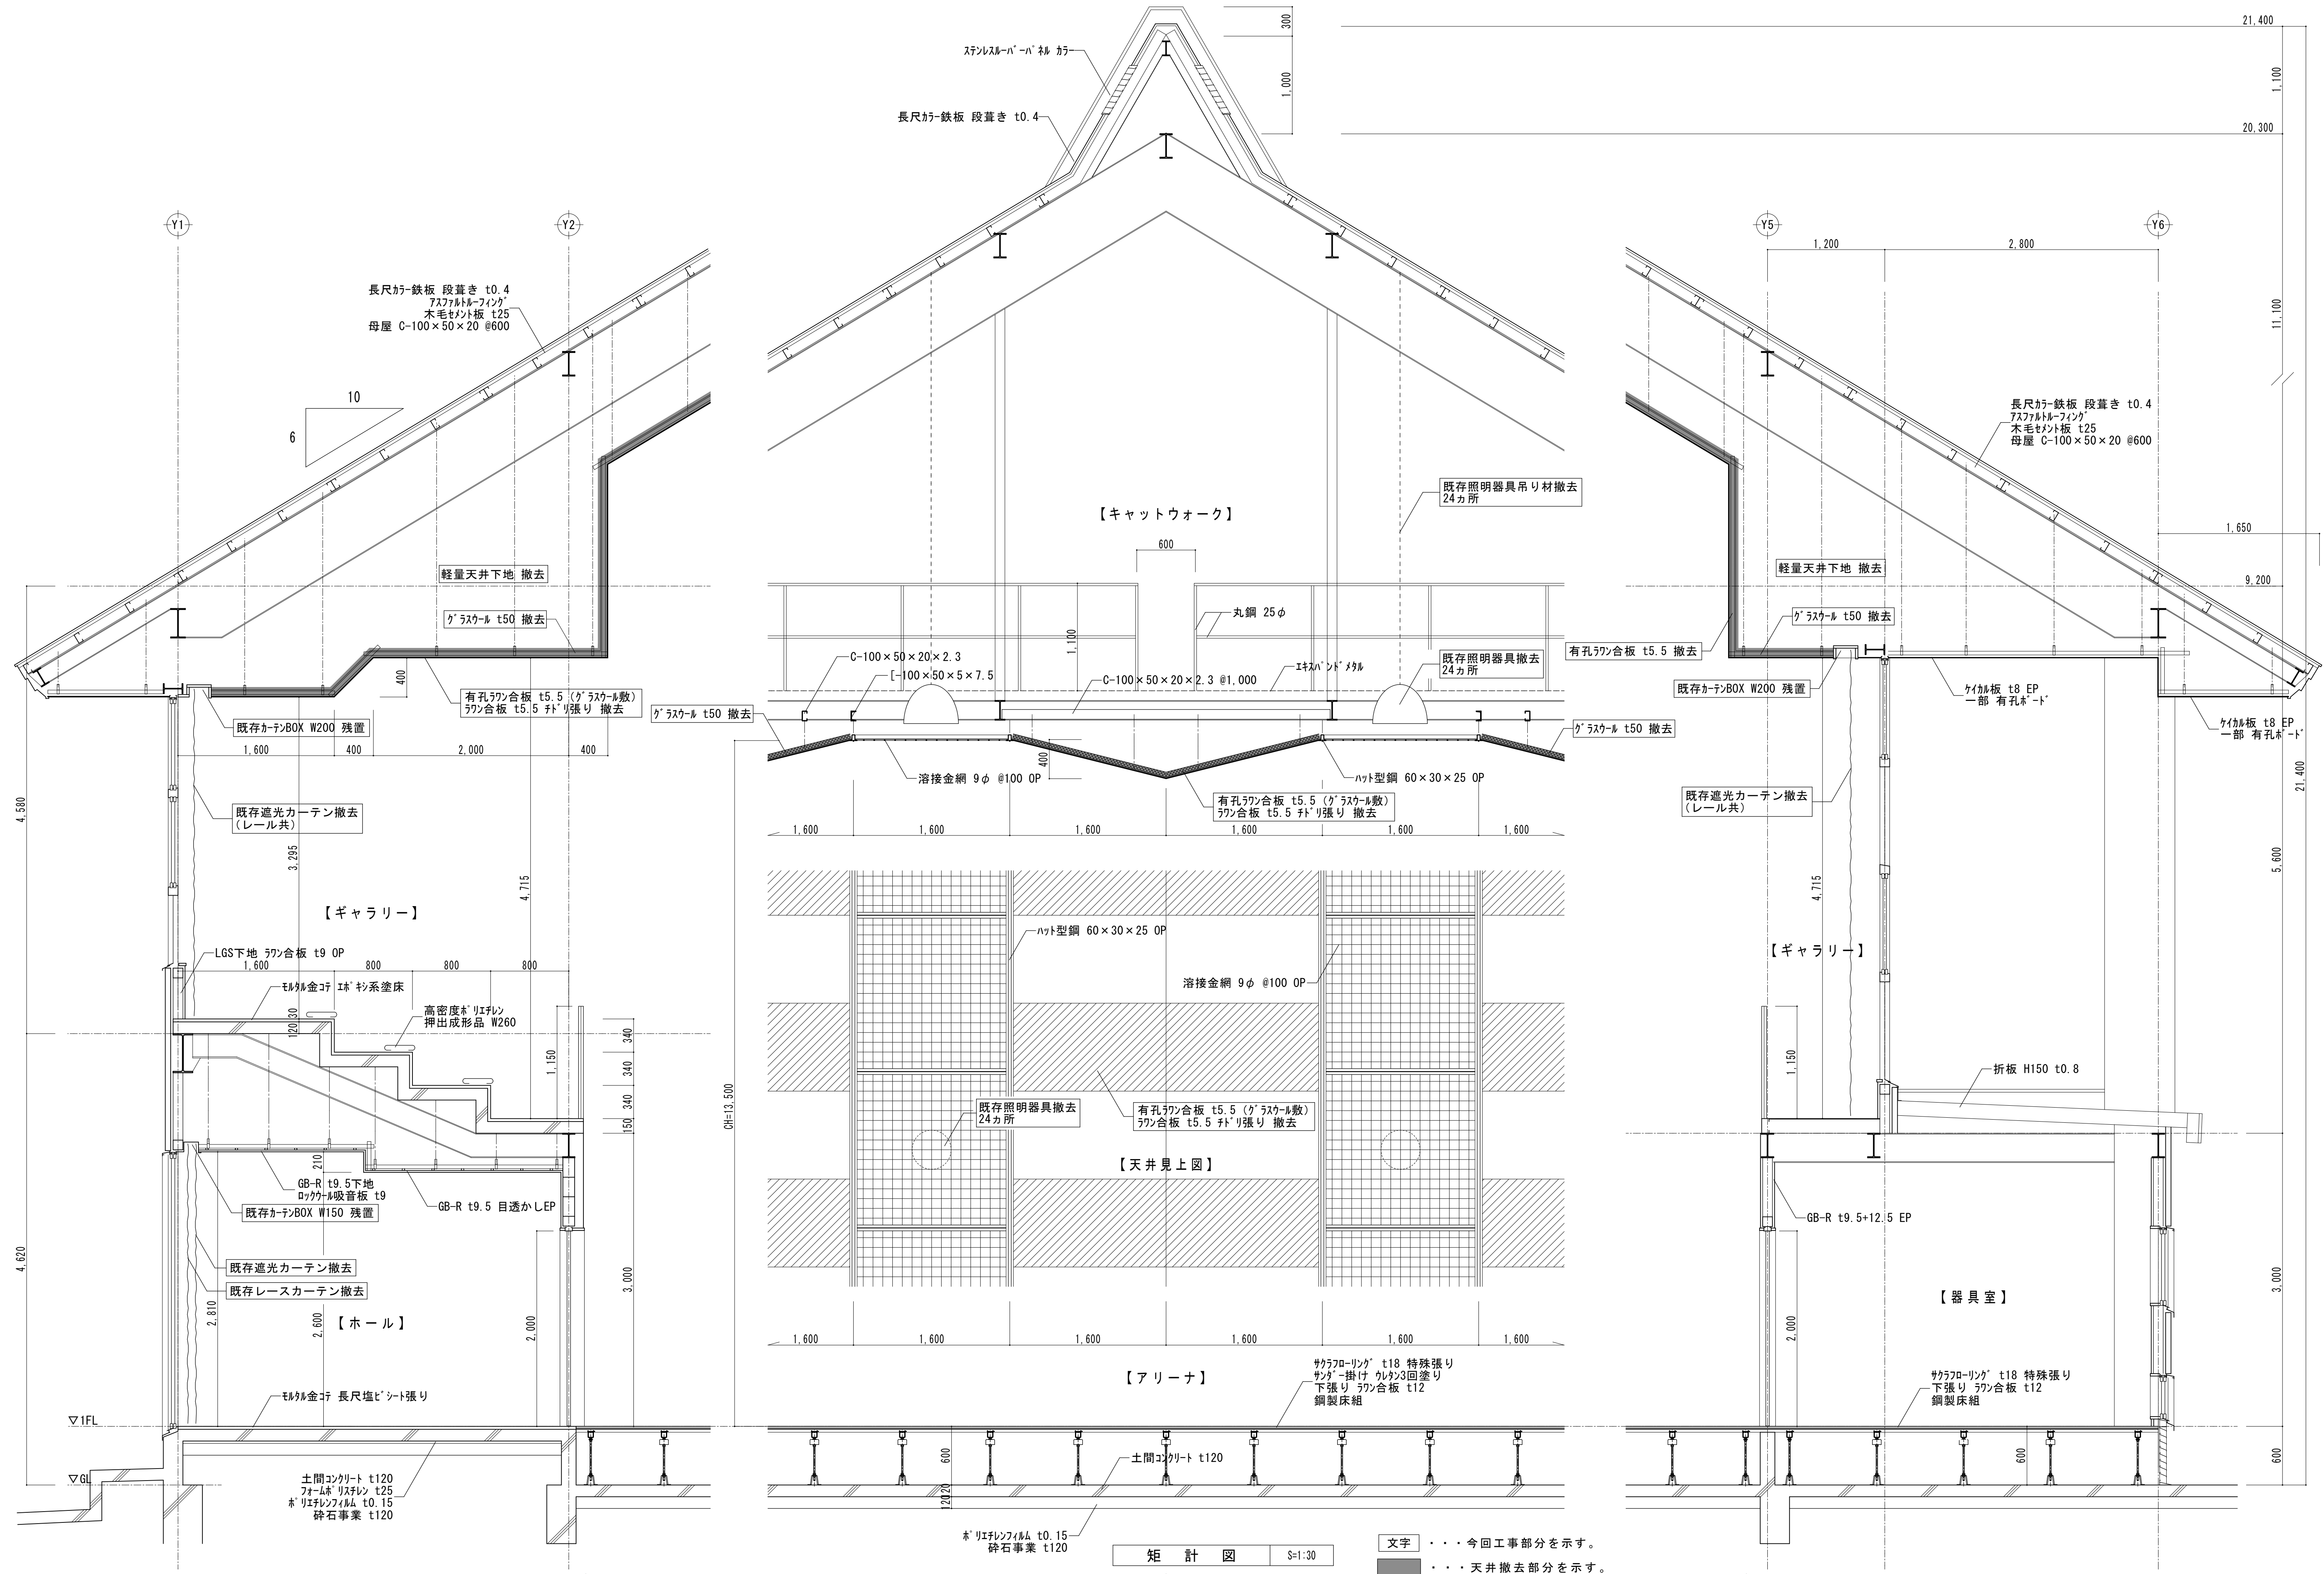 ステンレスルーバーパネル カラー
長尺カラー鉄板 段葺き t0.4
300
1,000
21,400
1,100
20,300
11,100
Y1
Y2
Y5
Y6
1,200
2,800
長尺カラー鉄板 段葺き t0.4
アスファルトルーフィング
木毛セメント板 t25
母屋 C-100×50×20 @600
10
6
軽量天井下地 撤去
グラスウール t50 撤去
400
有孔ラワン合板 t5.5 (グラスウール敷)
ラワン合板 t5.5 チドリ張り 撤去
既存カーテンBOX W200 残置
1,600
400
2,000
400
既存遮光カーテン撤去
(レール共)
4,580
3,295
4,715
【ギャラリー】
LGS下地 ラワン合板 t9 OP
1,600
800
800
800
モルタル金コテ エポキシ系塗床
高密度ポリエチレン
押出成形品 W260
120
30
1,150
340
340
340
150
210
GB-R t9.5下地
ロックウール吸音板 t9
既存カーテンBOX W150 残置
GB-R t9.5 目透かしEP
既存遮光カーテン撤去
既存レースカーテン撤去
4,620
2,810
2,600
2,000
3,000
【ホール】
モルタル金コテ 長尺塩ビシート張り
▽1FL
▽GL
土間コンクリート t120
フォームポリスチレン t25
ポリエチレンフィルム t0.15
砕石事業 t120
【キャットウォーク】
既存照明器具吊り材撤去
24ヵ所
600
丸鋼 25φ
1,100
C-100×50×20×2.3
[-100×50×5×7.5
エキスパンドメタル
C-100×50×20×2.3 @1,000
既存照明器具撤去
24ヵ所
グラスウール t50 撤去
グラスウール t50 撤去
400
溶接金網 9φ @100 OP
ハット型鋼 60×30×25 OP
有孔ラワン合板 t5.5 (グラスウール敷)
ラワン合板 t5.5 チドリ張り 撤去
1,600
1,600
1,600
1,600
1,600
1,600
ハット型鋼 60×30×25 OP
溶接金網 9φ @100 OP
CH=13,500
既存照明器具撤去
24ヵ所
有孔ラワン合板 t5.5 (グラスウール敷)
ラワン合板 t5.5 チドリ張り 撤去
【天井見上図】
1,600
1,600
1,600
1,600
1,600
1,600
【アリーナ】
サクラフローリング t18 特殊張り
サンダー掛け ウレタン3回塗り
下張り ラワン合板 t12
鋼製床組
600
120
120
土間コンクリート t120
ポリエチレンフィルム t0.15
砕石事業 t120
長尺カラー鉄板 段葺き t0.4
アスファルトルーフィング
木毛セメント板 t25
母屋 C-100×50×20 @600
1,650
軽量天井下地 撤去
9,200
グラスウール t50 撤去
有孔ラワン合板 t5.5 撤去
既存カーテンBOX W200 残置
ケイカル板 t8 EP
一部 有孔ボード
ケイカル板 t8 EP
一部 有孔ボード
21,400
既存遮光カーテン撤去
(レール共)
5,600
4,715
【ギャラリー】
1,150
折板 H150 t0.8
GB-R t9.5+12.5 EP
【器具室】
2,000
3,000
サクラフローリング t18 特殊張り
下張り ラワン合板 t12
鋼製床組
600
600
矩計図
S=1:30
文字 ・・・今回工事部分を示す。
・・・天井撤去部分を示す。